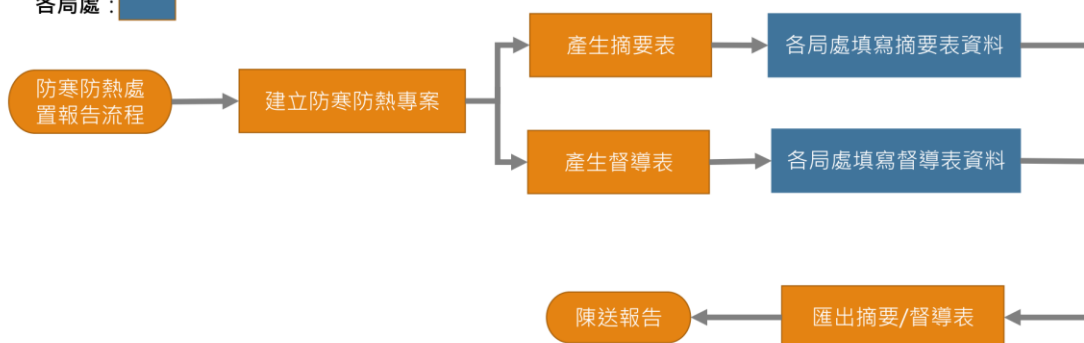 各局處：
產生摘要表
各局處填寫摘要表資料
防寒防熱處
置報告流程
建立防寒防熱專案
產生督導表
各局處填寫督導表資料
陳送報告
匯出摘要/督導表